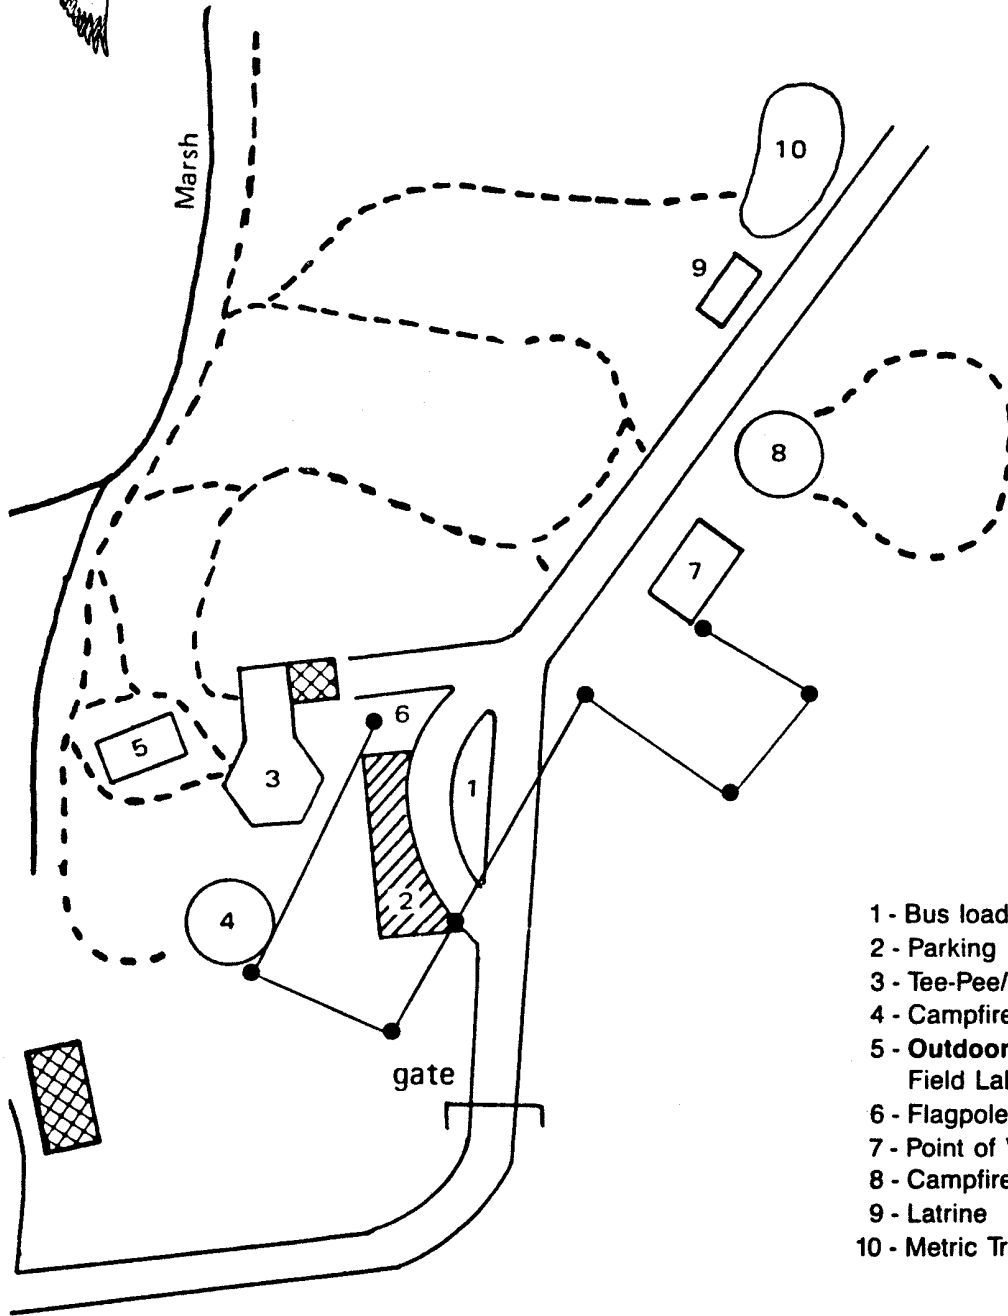 Marsh
10
9
8
7
6
5
3
1
2
4
gate
1 - Bus load
2 - Parking
3 - Tee-Pee/
4 - Campfire
5 - Outdoor
Field Lal
6 - Flagpole
7 - Point of
8 - Campfire
9 - Latrine
10 - Metric Tr